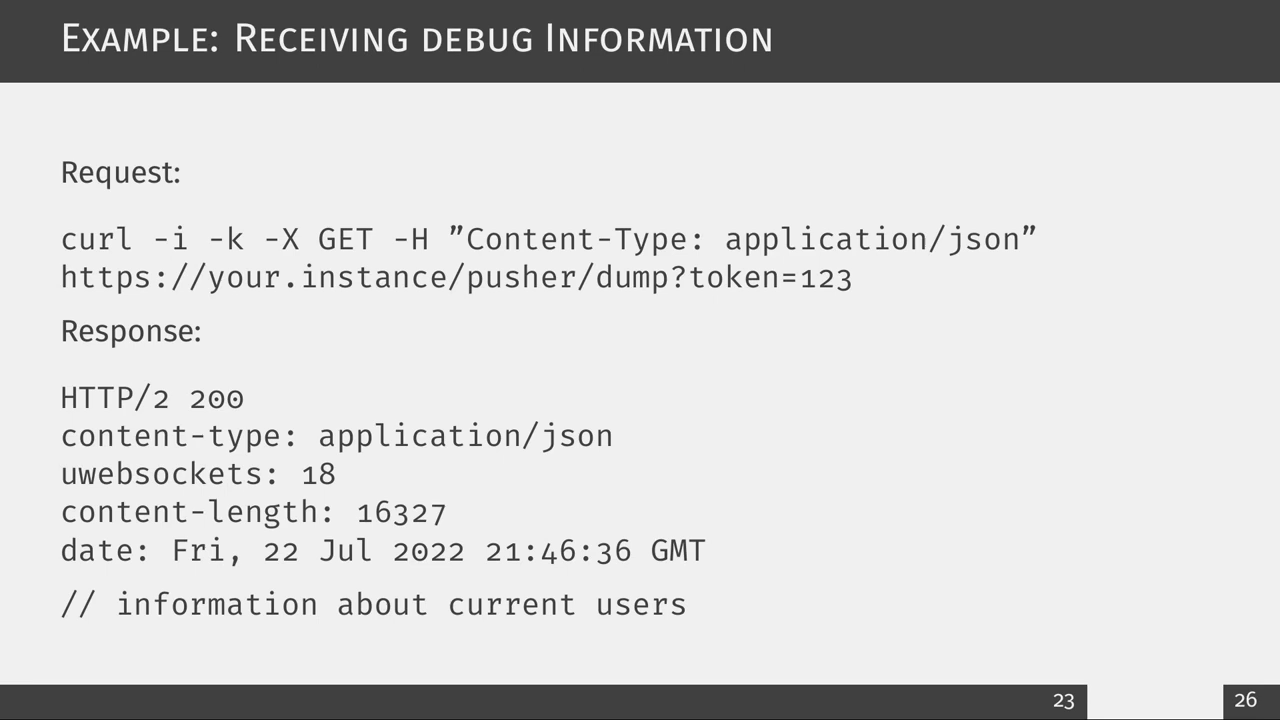 Example: Receiving debug Information
Request:
curl -i -k -X GET -H ”Content-Type: application/json”
https://your.instance/pusher/dump?token=123
Response:
HTTP/2 200
content-type: application/json
uwebsockets: 18
content-length: 16327
date: Fri, 22 Jul 2022 21:46:36 GMT
// information about current users
23
26